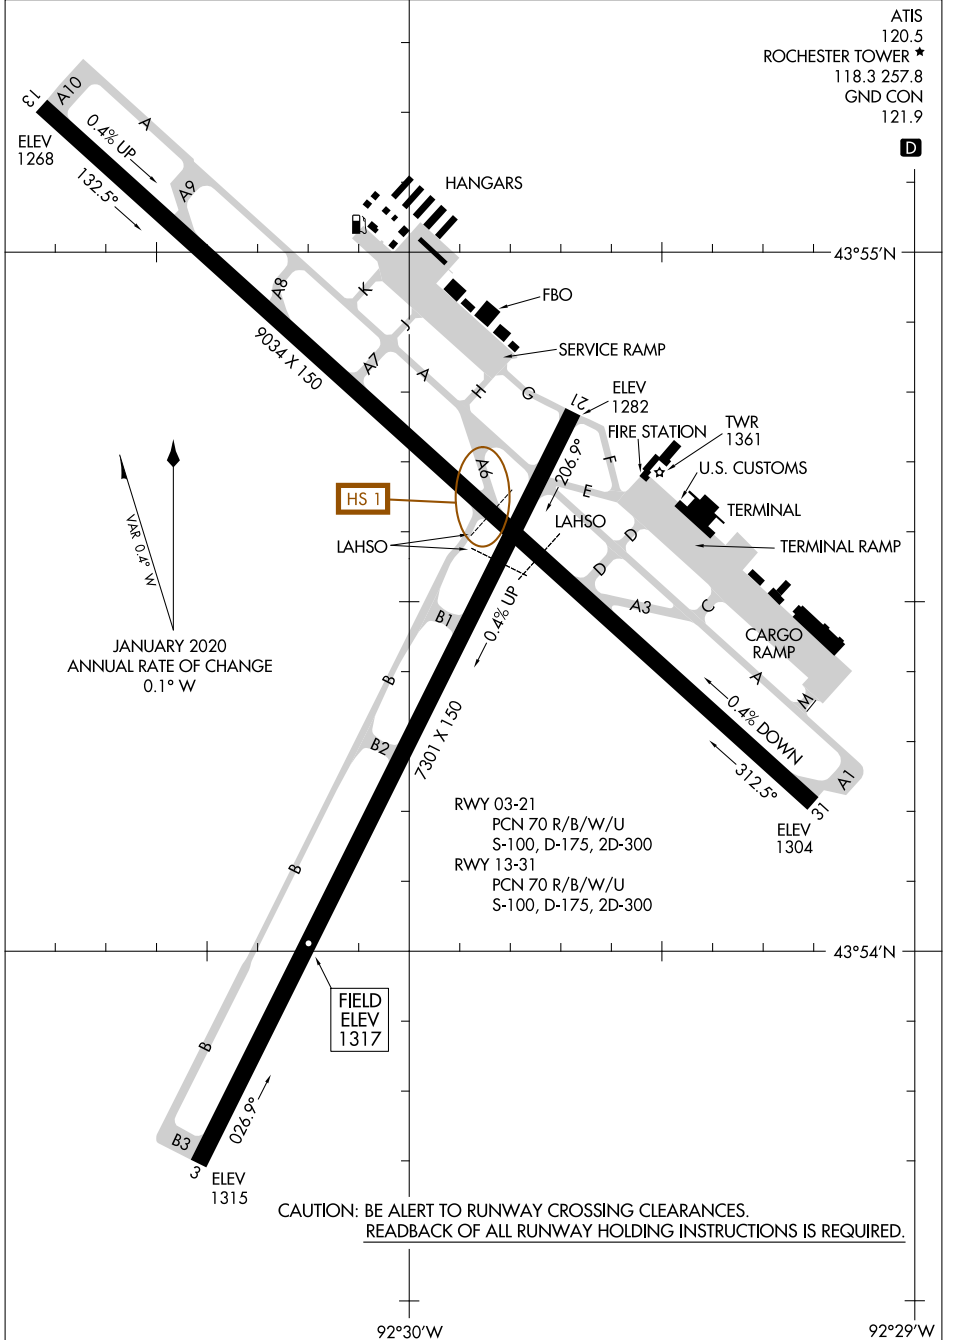 ATIS
120.5
ROCHESTER TOWER ★
118.3 257.8
GND CON
121.9
D
13
A10
A
0.4% UP
ELEV
1268
132.5°
A9
HANGARS
43°55'N
A8
K
FBO
J
9034 X 150
SERVICE RAMP
A7
A
H
G
21
ELEV
1282
FIRE STATION
TWR
1361
U.S. CUSTOMS
A6
206.9°
F
E
HS 1
TERMINAL
LAHSO
LAHSO
D
D
TERMINAL RAMP
VAR 0.4° W
0.4% UP
A3
C
B1
CARGO
RAMP
JANUARY 2020
ANNUAL RATE OF CHANGE
0.1° W
B
A
M
0.4% DOWN
B2
7301 X 150
312.5°
A1
31
ELEV
1304
RWY 03-21
PCN 70 R/B/W/U
S-100, D-175, 2D-300
RWY 13-31
PCN 70 R/B/W/U
S-100, D-175, 2D-300
B
43°54'N
FIELD
ELEV
1317
B
026.9°
B3
3
ELEV
1315
CAUTION: BE ALERT TO RUNWAY CROSSING CLEARANCES.
READBACK OF ALL RUNWAY HOLDING INSTRUCTIONS IS REQUIRED.
92°30'W
92°29'W